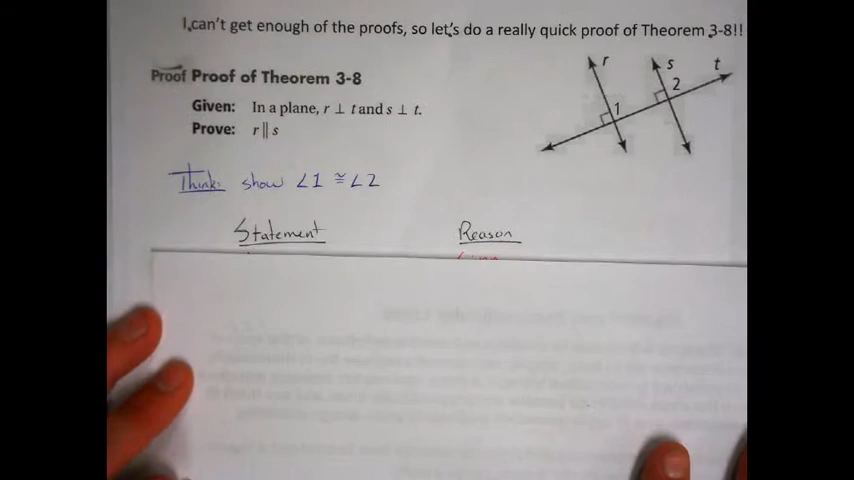 I can't get enough of the proofs, so let's do a really quick proof of Theorem 3-8!!
r s t
Proof Proof of Theorem 3-8
2
Given: In a plane, r ⊥ t and s ⊥ t.
1
Prove: r || s
Think: show ∠1 ≅ ∠2
Statement Reason